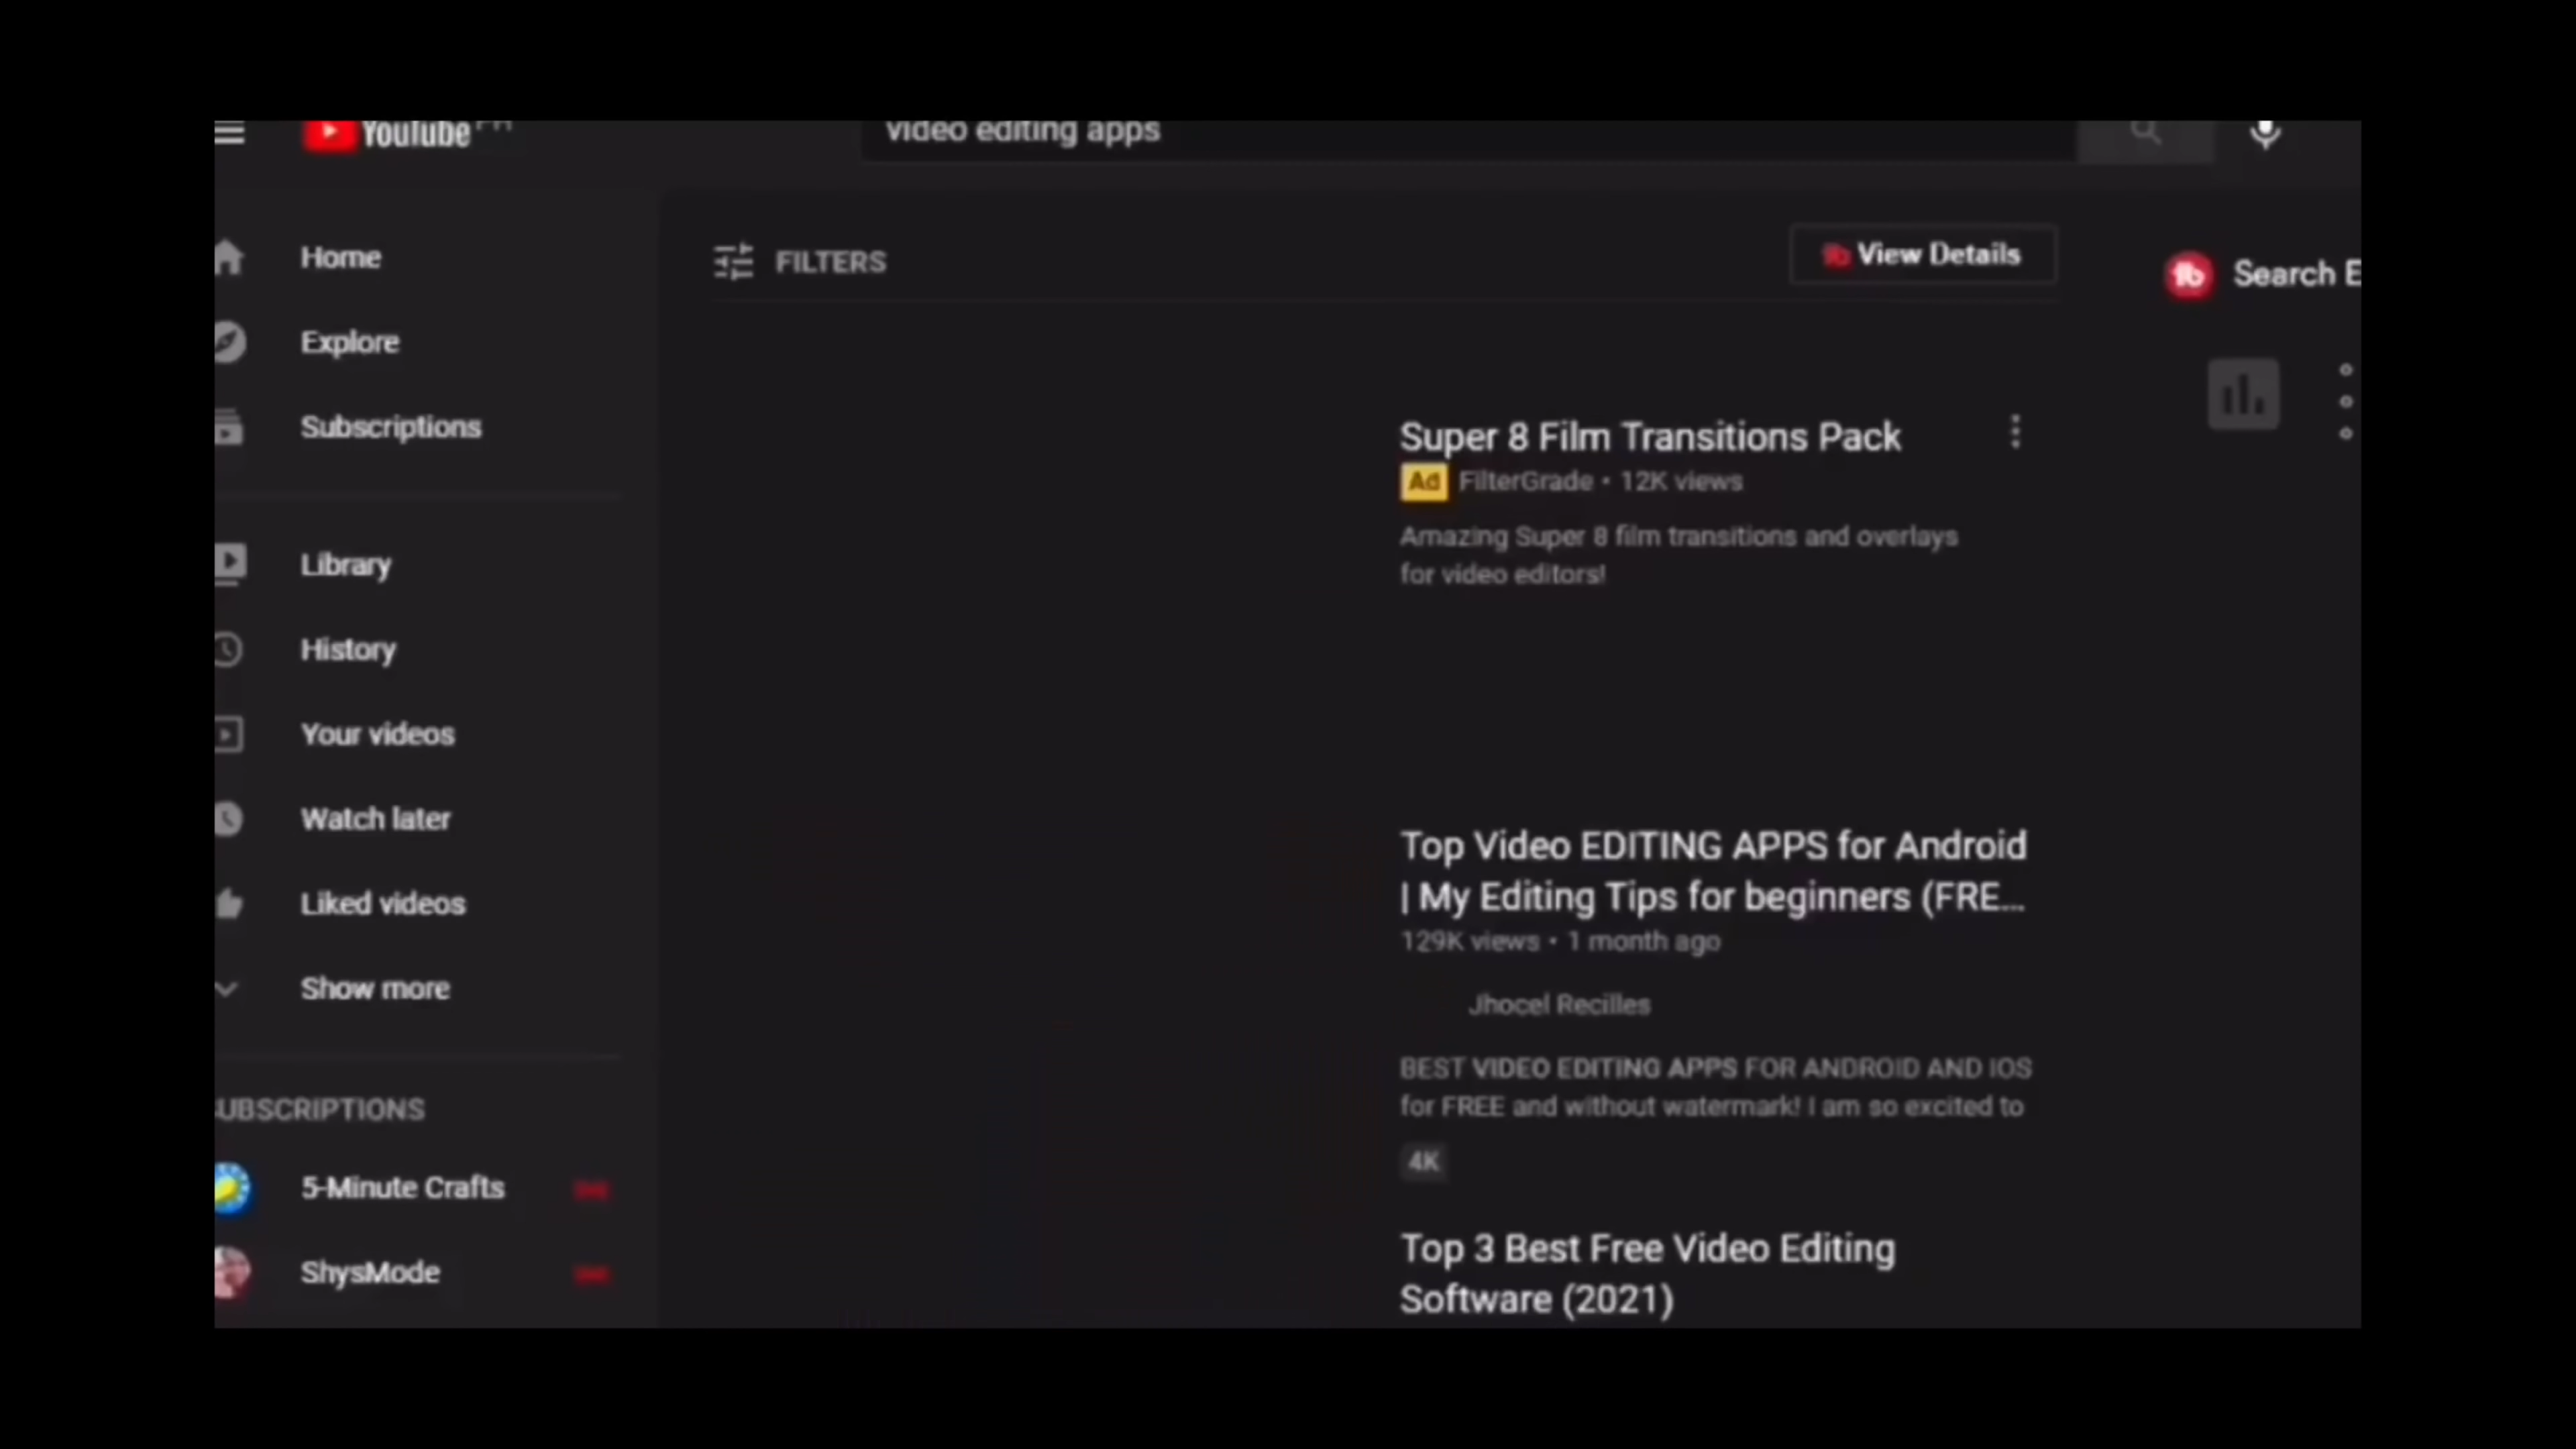 YouTube PH
video editing apps
Home
Explore
Subscriptions
Library
History
Your videos
Watch later
Liked videos
Show more
UBSCRIPTIONS
5-Minute Crafts
ShysMode
FILTERS
View Details
Super 8 Film Transitions Pack
Ad FilterGrade • 12K views
Amazing Super 8 film transitions and overlays
for video editors!
Top Video EDITING APPS for Android
| My Editing Tips for beginners (FRE...
129K views • 1 month ago
Jhocel Recilles
BEST VIDEO EDITING APPS FOR ANDROID AND IOS
for FREE and without watermark! I am so excited to
4K
Top 3 Best Free Video Editing
Software (2021)
tb Search E